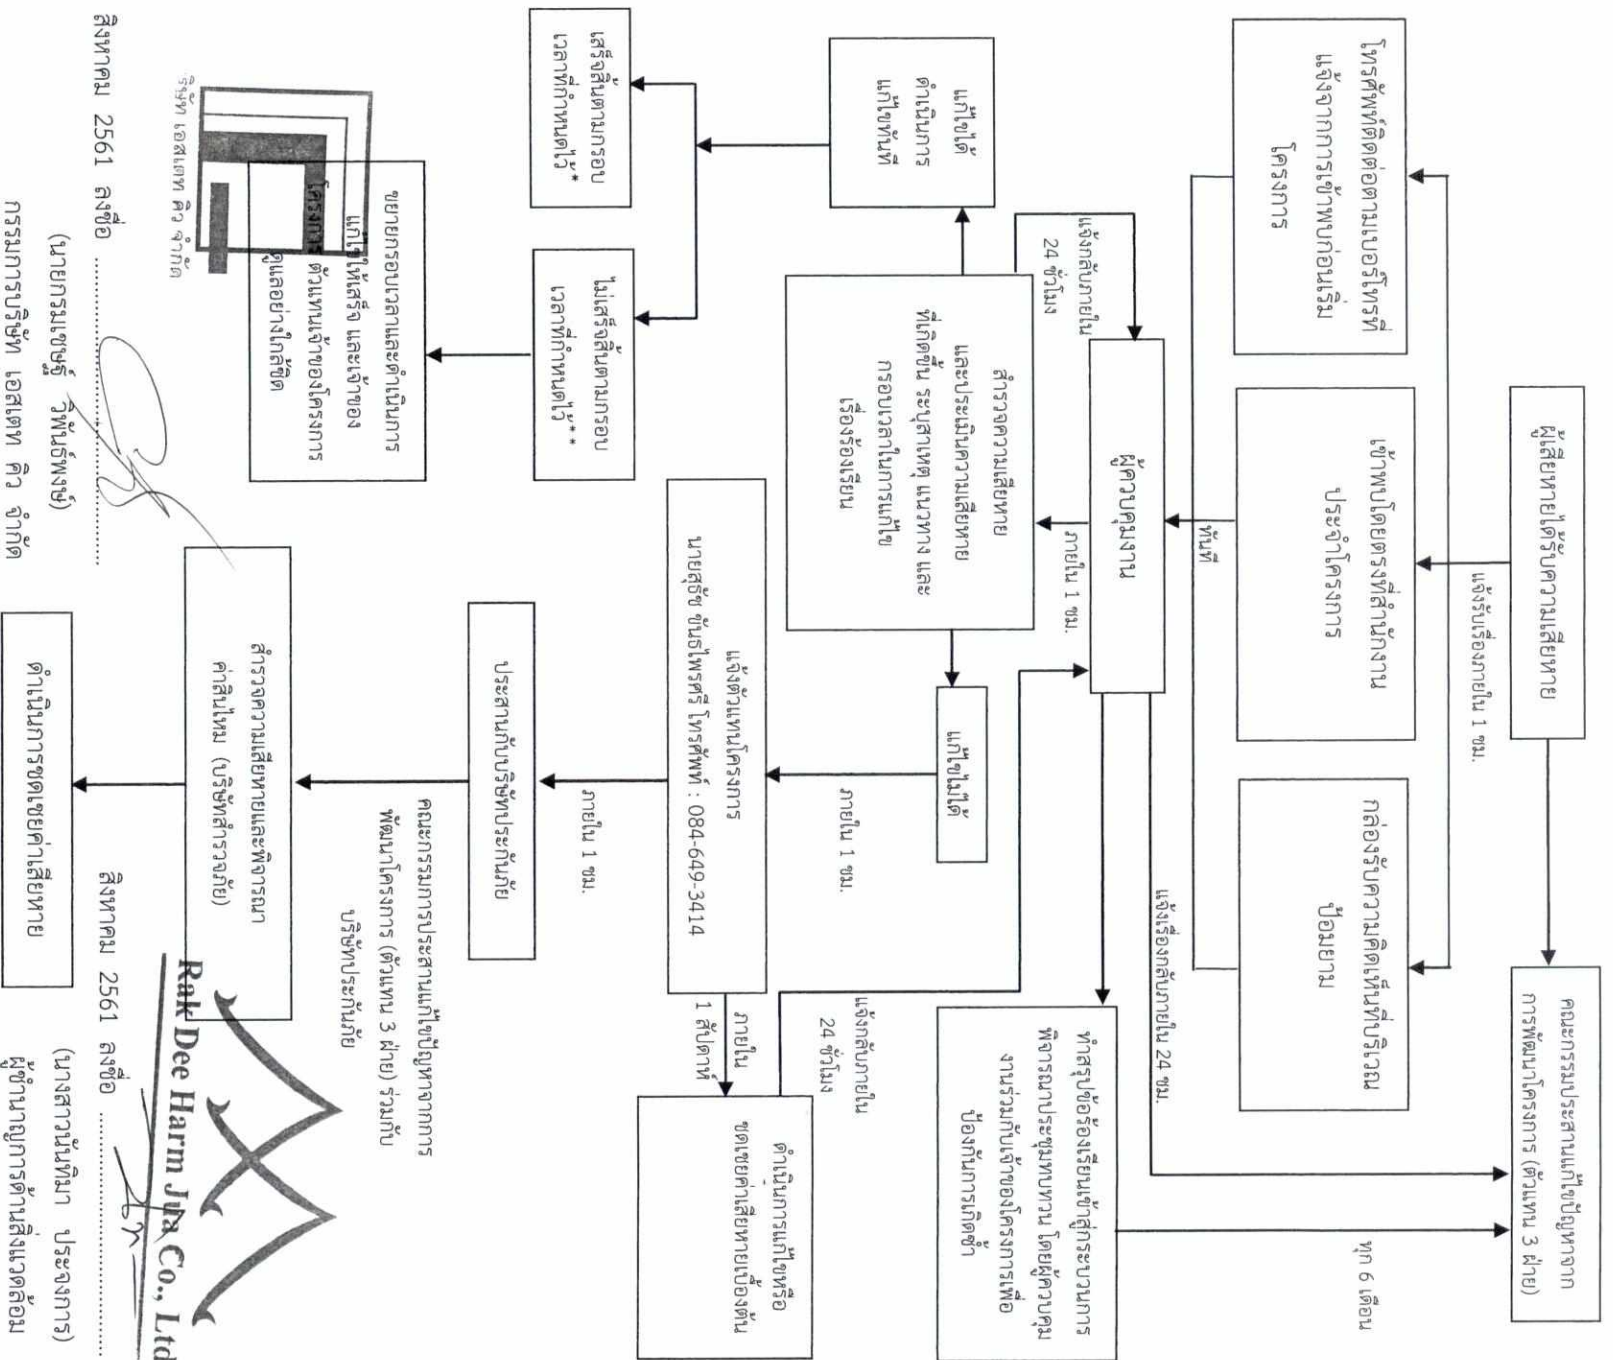 ผู้เสียหายได้รับความเสียหาย
คณะกรรมประสานแก้ไขปัญหาจาก
การพัฒนาโครงการ (ตัวแทน 3 ฝ่าย)
แจ้งรับเรื่องภายใน 1 ชม.
ทุก 6 เดือน
โทรศัพท์ติดต่อตามเบอร์โทรที่
แจ้งจากการเข้าพบก่อนเริ่ม
โครงการ
เข้าพบโดยตรงที่สำนักงาน
ประจำโครงการ
กล่องรับความคิดเห็นที่บริเวณ
ป้อมยาม
ทันที
แจ้งเรื่องกลับภายใน 24 ชม.
ผู้ควบคุมงาน
แจ้งกลับภายใน
24 ชั่วโมง
ภายใน 1 ชม.
ทำสรุปข้อร้องเรียนเข้าสู่กระบวนการ
พิจารณาประชุมทบทวน โดยผู้ควบคุม
งานร่วมกับเจ้าของโครงการเพื่อ
ป้องกันการเกิดซ้ำ
แก้ไขได้
ดำเนินการ
แก้ไขทันที
สำรวจความเสียหาย
และประเมินความเสียหาย
ที่เกิดขึ้น ระบุสาเหตุ แนวทาง และ
กรอบเวลาในการแก้ไข
เรื่องร้องเรียน
แก้ไขไม่ได้
ภายใน 1 ชม.
แจ้งกลับภายใน
24 ชั่วโมง
เสร็จสิ้นตามกรอบ
เวลาที่กำหนดไว้*
ไม่เสร็จสิ้นตามกรอบ
เวลาที่กำหนดไว้**
แจ้งตัวแทนโครงการ
นายสุธัช ขันธไพรศรี โทรศัพท์ : 084-649-3414
ภายใน
1 สัปดาห์
ดำเนินการแก้ไขหรือ
ชดเชยค่าเสียหายเบื้องต้น
ภายใน 1 ชม.
ขยายกรอบเวลาและดำเนินการ
แก้ไขให้เสร็จ และเจ้าของ
โครงการ ตัวแทนเจ้าของโครงการ
ดูแลอย่างใกล้ชิด
ประสานกับบริษัทประกันภัย
คณะกรรมการประสานแก้ไขปัญหาจากการ
พัฒนาโครงการ (ตัวแทน 3 ฝ่าย) ร่วมกับ
บริษัทประกันภัย
สำรวจความเสียหายและพิจารณา
ค่าสินไหม (บริษัทสำรวจภัย)
ดำเนินการชดเชยค่าเสียหาย
ริษัท เอสเตท คิว จำกัด
สิงหาคม 2561 ลงชื่อ ........................................
(นายกรมเชษฐ์ วิพันธ์พงษ์)
กรรมการบริษัท เอสเตท คิว จำกัด
Rak Dee Harm Jua Co., Ltd
สิงหาคม 2561 ลงชื่อ ........................................
(นางสาวนันทิมา ประจงการ)
ผู้ชำนาญการด้านสิ่งแวดล้อม